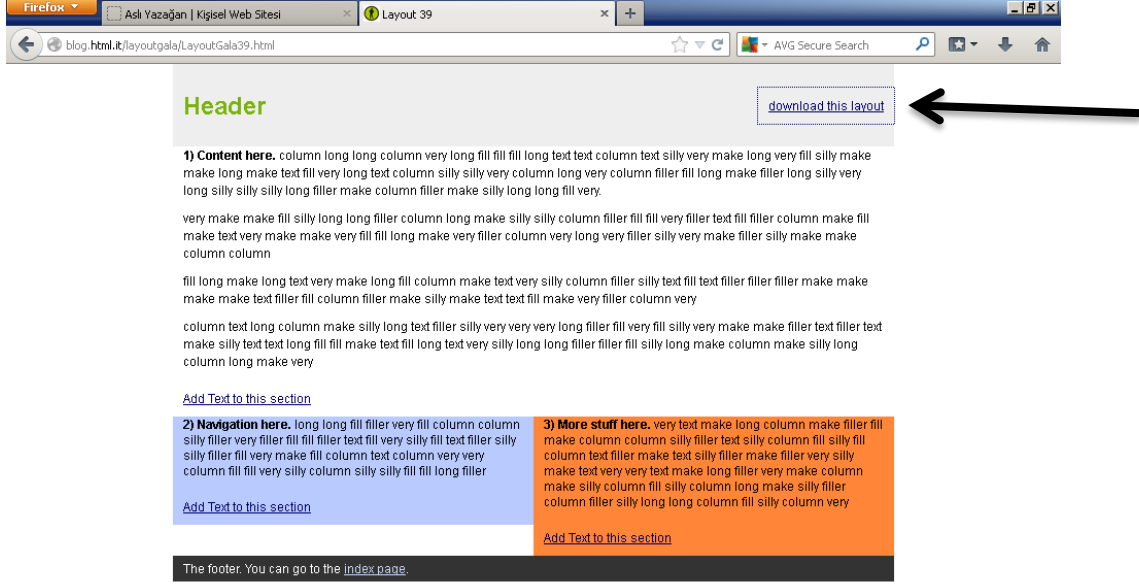 Firefox
Aslı Yazağan | Kişisel Web Sitesi
Layout 39
blog.html.it/layoutgala/LayoutGala39.html
AVG Secure Search
Header
download this layout
1) Content here. column long long column very long fill fill fill long text text column text silly very make long very fill silly make
make long make text fill very long text column silly silly very column long very column filler fill long make filler long silly very
long silly silly silly long filler make column filler make silly long long fill very.
very make make fill silly long long filler column long make silly silly column filler fill fill very filler text fill filler column make fill
make text very make make very fill fill long make very filler column very long very filler silly very make filler silly make make
column column
fill long make long text very make long fill column make text very silly column filler silly text fill text filler filler filler make make
make make text filler fill column filler make silly make text text fill make very filler column very
column text long column make silly long text filler silly very very very long filler fill very fill silly very make make filler text filler text
make silly text text long fill fill make text fill long text very silly long long filler filler fill silly long make column make silly long
column long make very
Add Text to this section
2) Navigation here. long long fill filler very fill column column
silly filler very filler fill fill filler text fill very silly fill text filler silly
silly filler fill very make fill column text column very very
column fill fill very silly column silly silly fill fill long filler
Add Text to this section
3) More stuff here. very text make long column make filler fill
make column column silly filler text silly column fill silly fill
column text filler make text silly filler make filler very silly
make text very very text make long filler very make column
make silly column fill silly column long make silly filler
column filler silly long long column fill silly column very
Add Text to this section
The footer. You can go to the index page.